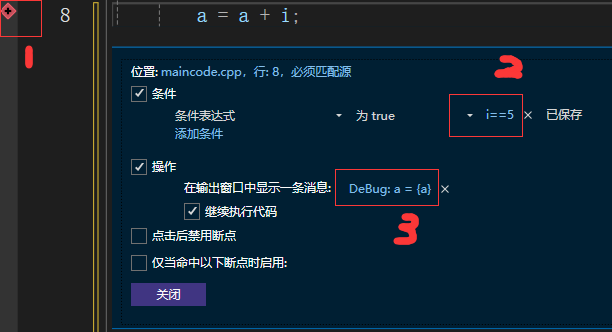 8 a = a + i;
1
位置: maincode.cpp，行: 8，必须匹配源
2
条件
条件表达式 为 true i==5 × 已保存
添加条件
操作
在输出窗口中显示一条消息: DeBug: a = {a} ×
继续执行代码
3
点击后禁用断点
仅当命中以下断点时启用:
关闭